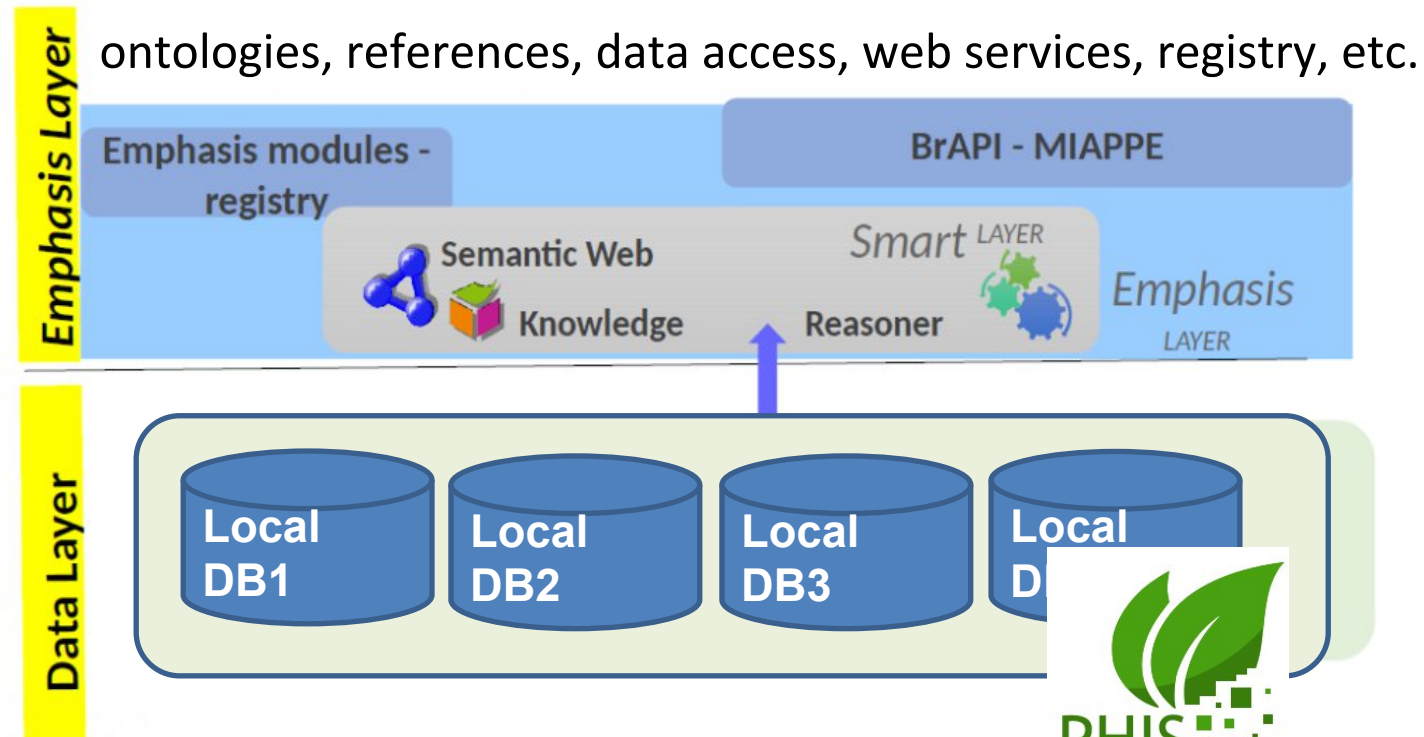 ontologies, references, data access, web services, registry, etc.
Emphasis Layer
Emphasis modules -
registry
BrAPI - MIAPPE
Semantic Web
Knowledge
Smart LAYER
Reasoner
Emphasis
LAYER
Data Layer
Local
DB1
Local
DB2
Local
DB3
Local
PHIS